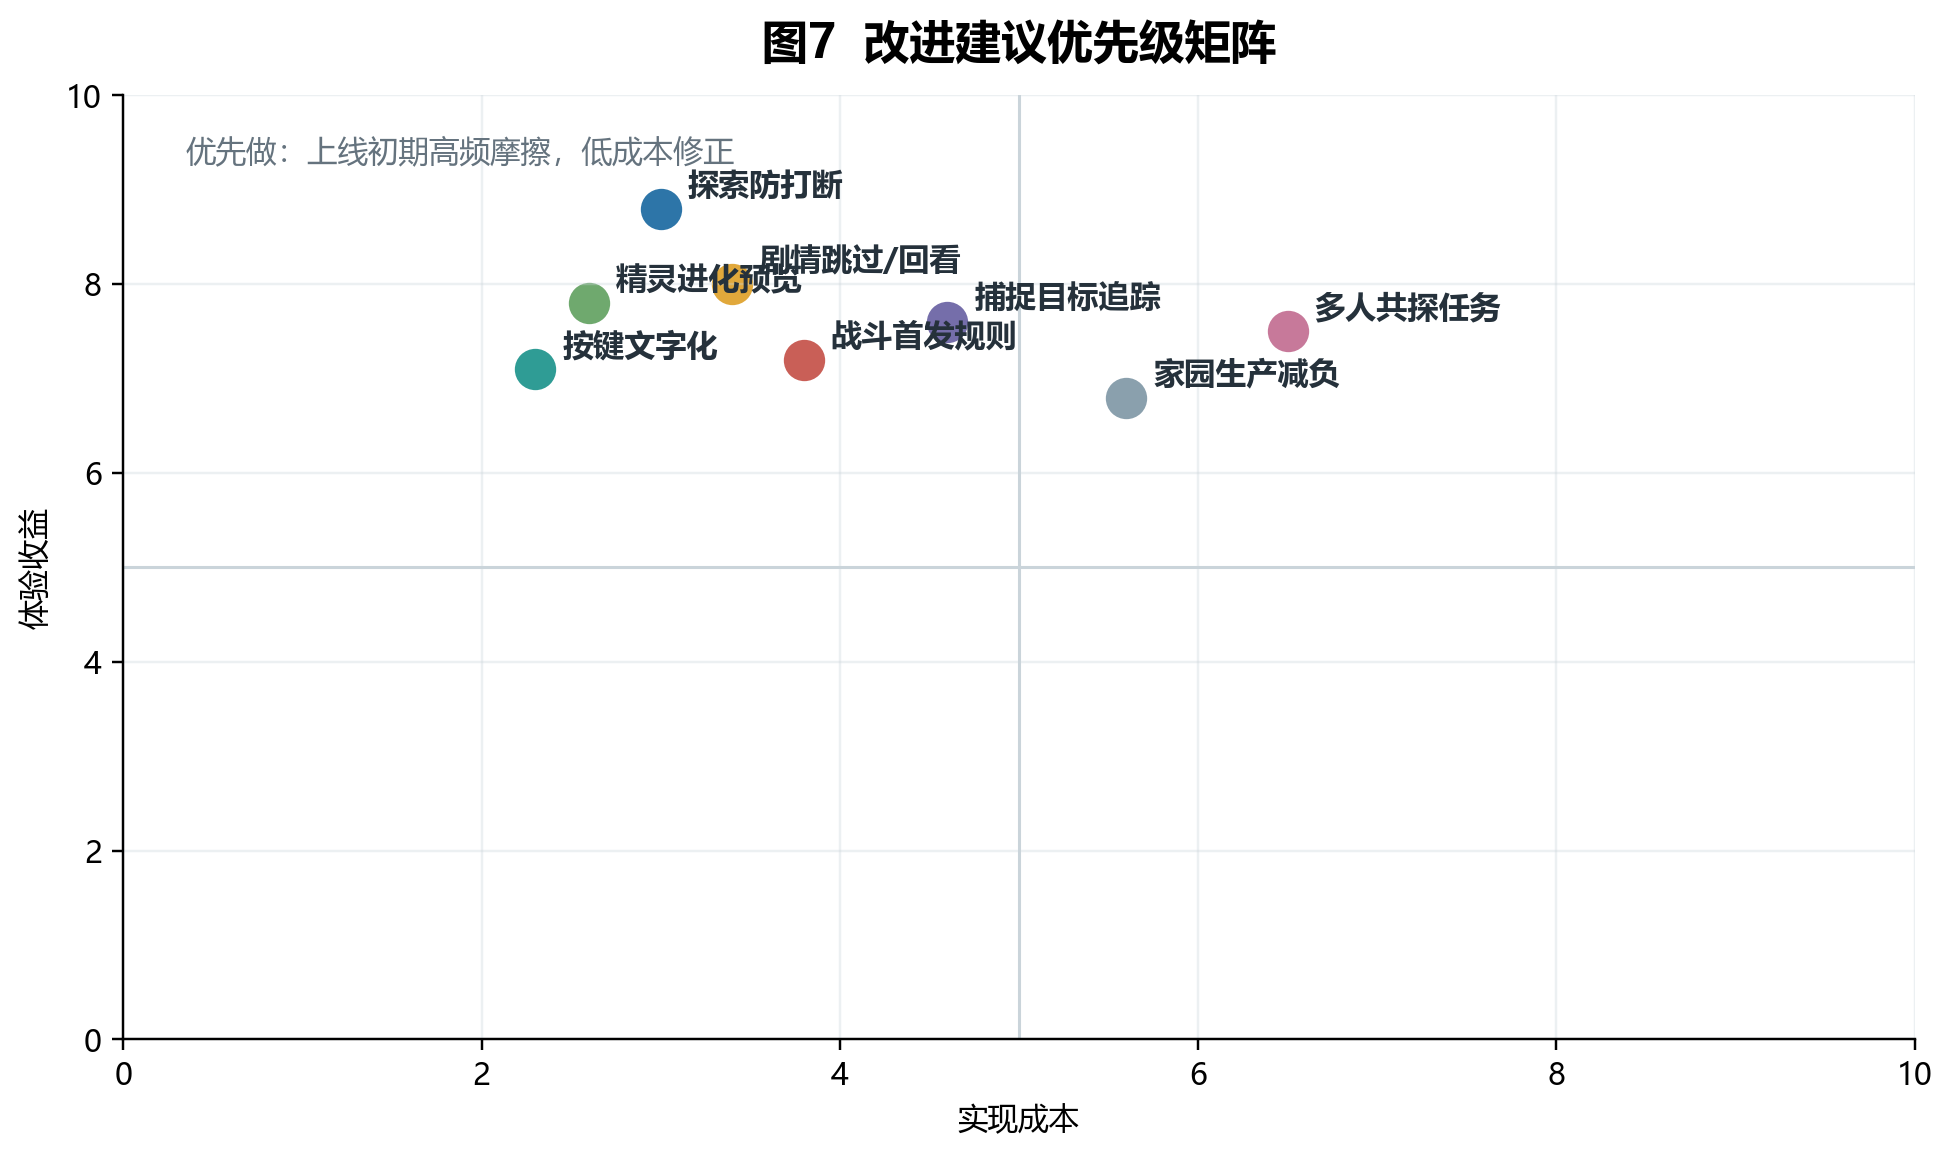 图7 改进建议优先级矩阵
10
优先做：上线初期高频摩擦，低成本修正
探索防打断
剧情跳过/回看
精灵进化预览
8
捕捉目标追踪
多人共探任务
战斗首发规则
按键文字化
家园生产减负
6
体验收益
4
2
0
0 2 4 6 8 10
实现成本